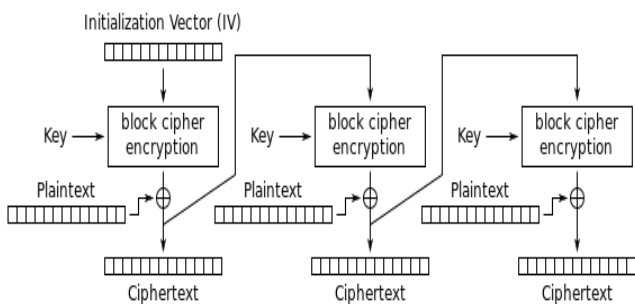 Initialization Vector (IV)
Key
block cipher
encryption
Key
block cipher
encryption
Key
block cipher
encryption
Plaintext
Plaintext
Plaintext
Ciphertext
Ciphertext
Ciphertext